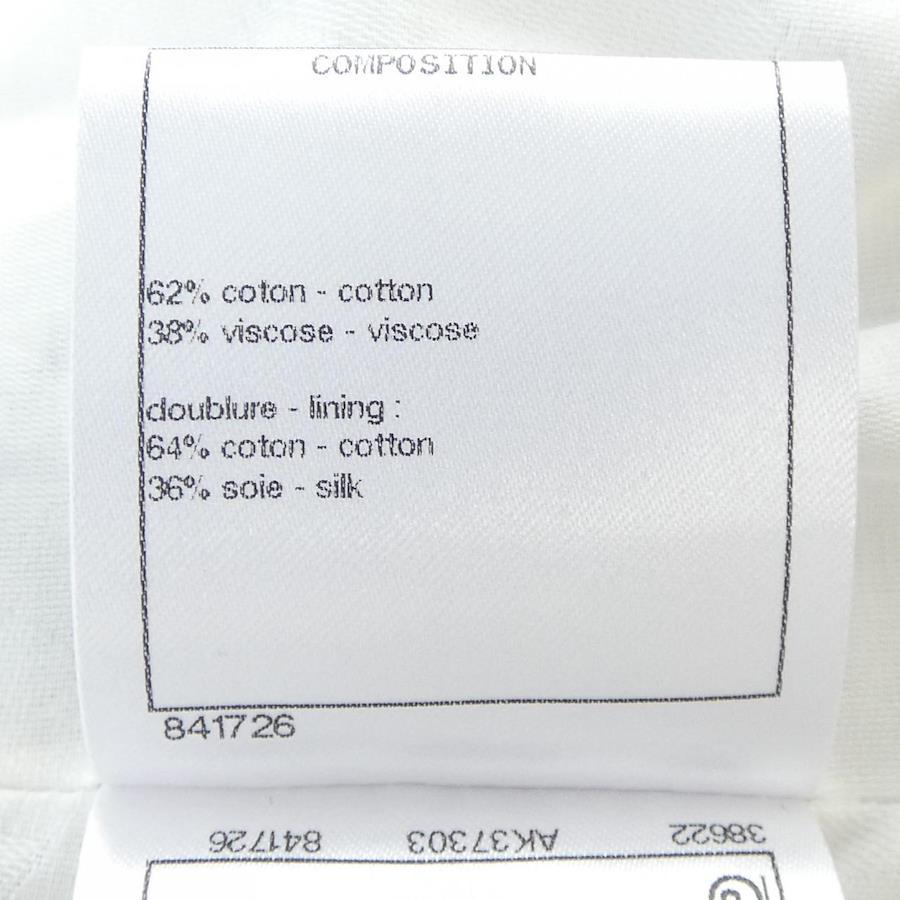 COMPOSITION
62% coton - cotton
38% viscose - viscose
doublure - lining :
64% coton - cotton
36% soie - silk
841726
38622 AK37303 841726